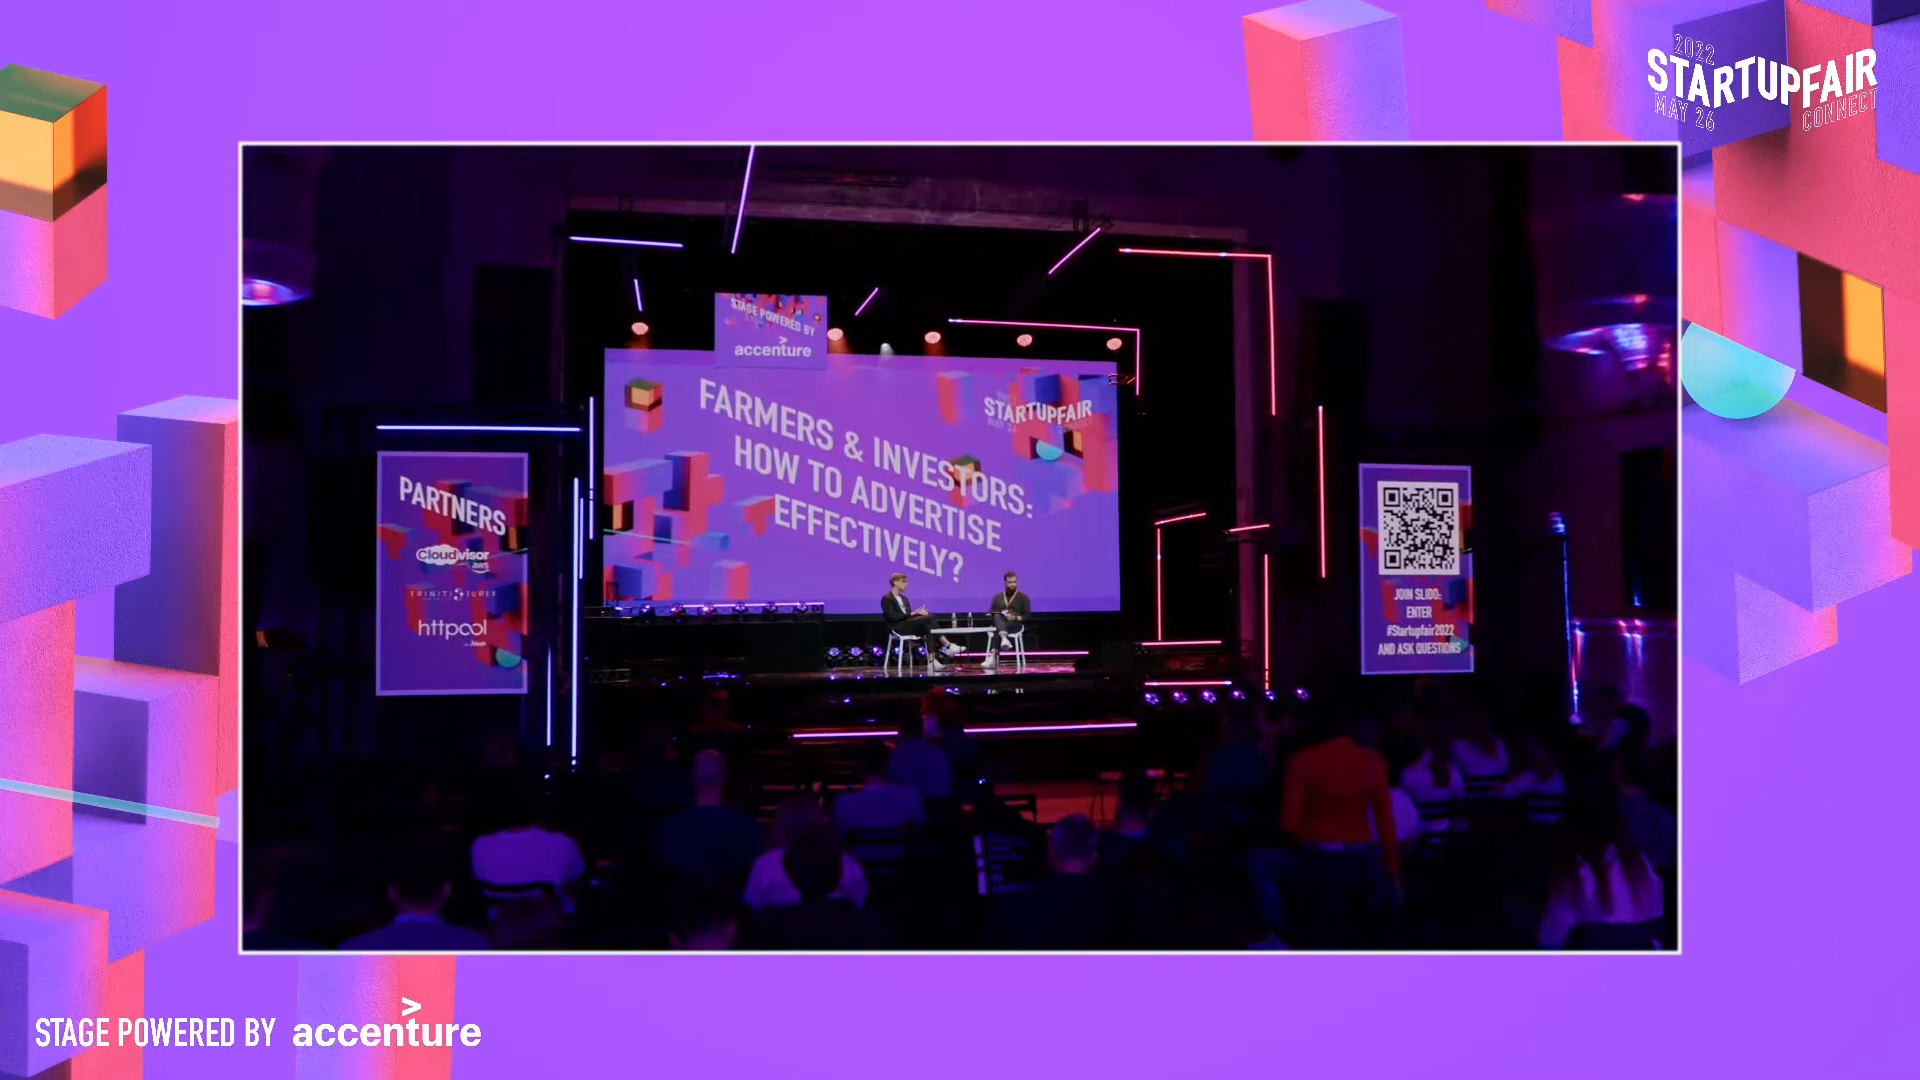 2022
STARTUPFAIR
MAY 26
CONNECT
STAGE POWERED BY
accenture
FARMERS & INVESTORS:
HOW TO ADVERTISE
EFFECTIVELY?
STARTUPFAIR
PARTNERS
Cloudvisor
aws
httpool
JOIN SLIDO:
ENTER
#Startupfair2022
AND ASK QUESTIONS
STAGE POWERED BY accenture